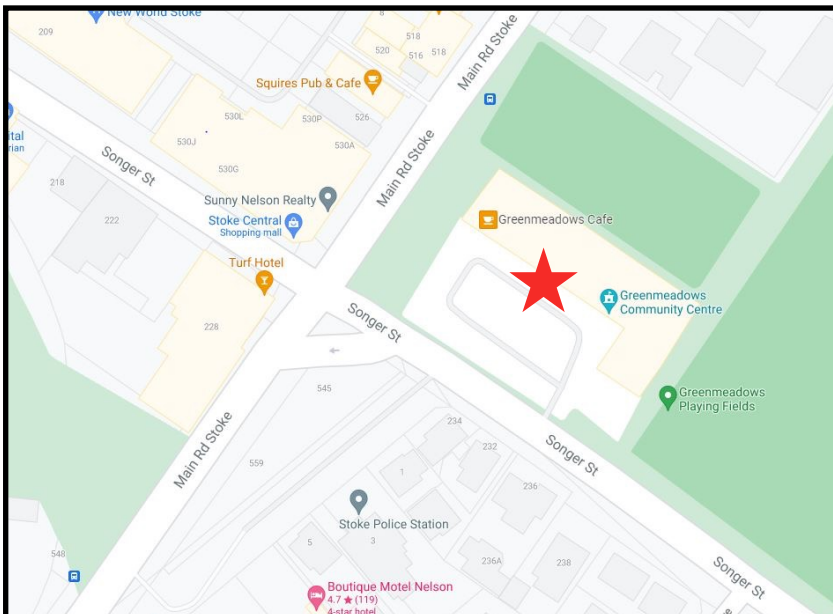 New World Stoke
209
8
518
520
516
518
Main Rd Stoke
Squires Pub & Cafe
530L
530P
526
530J
530A
530G
ital
rian
Songer St
218
222
Main Rd Stoke
Sunny Nelson Realty
Stoke Central
Shopping mall
Greenmeadows Cafe
Turf Hotel
228
Greenmeadows
Community Centre
Songer St
545
Greenmeadows
Playing Fields
Main Rd Stoke
559
234
232
1
Songer St
236
Stoke Police Station
5
3
548
236A
238
Songer St
Boutique Motel Nelson
4.7 ★ (119)
4-star hotel